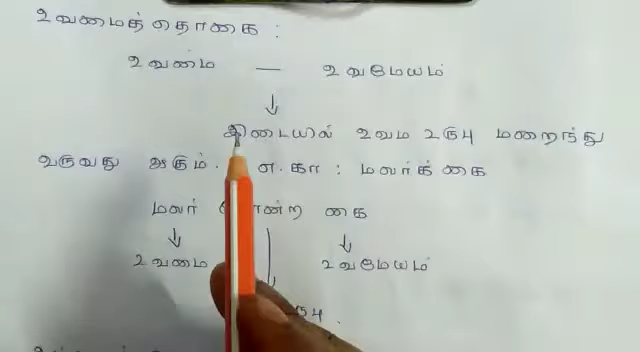 உவமைத் தொகை :
உவமை — உவமேயம்
இடையில் உவம உருபு மறைந்து
வருவது ஆகும். எ.கா : மலர்க் கை
மலர் போன்ற கை
உவமை உவமேயம்